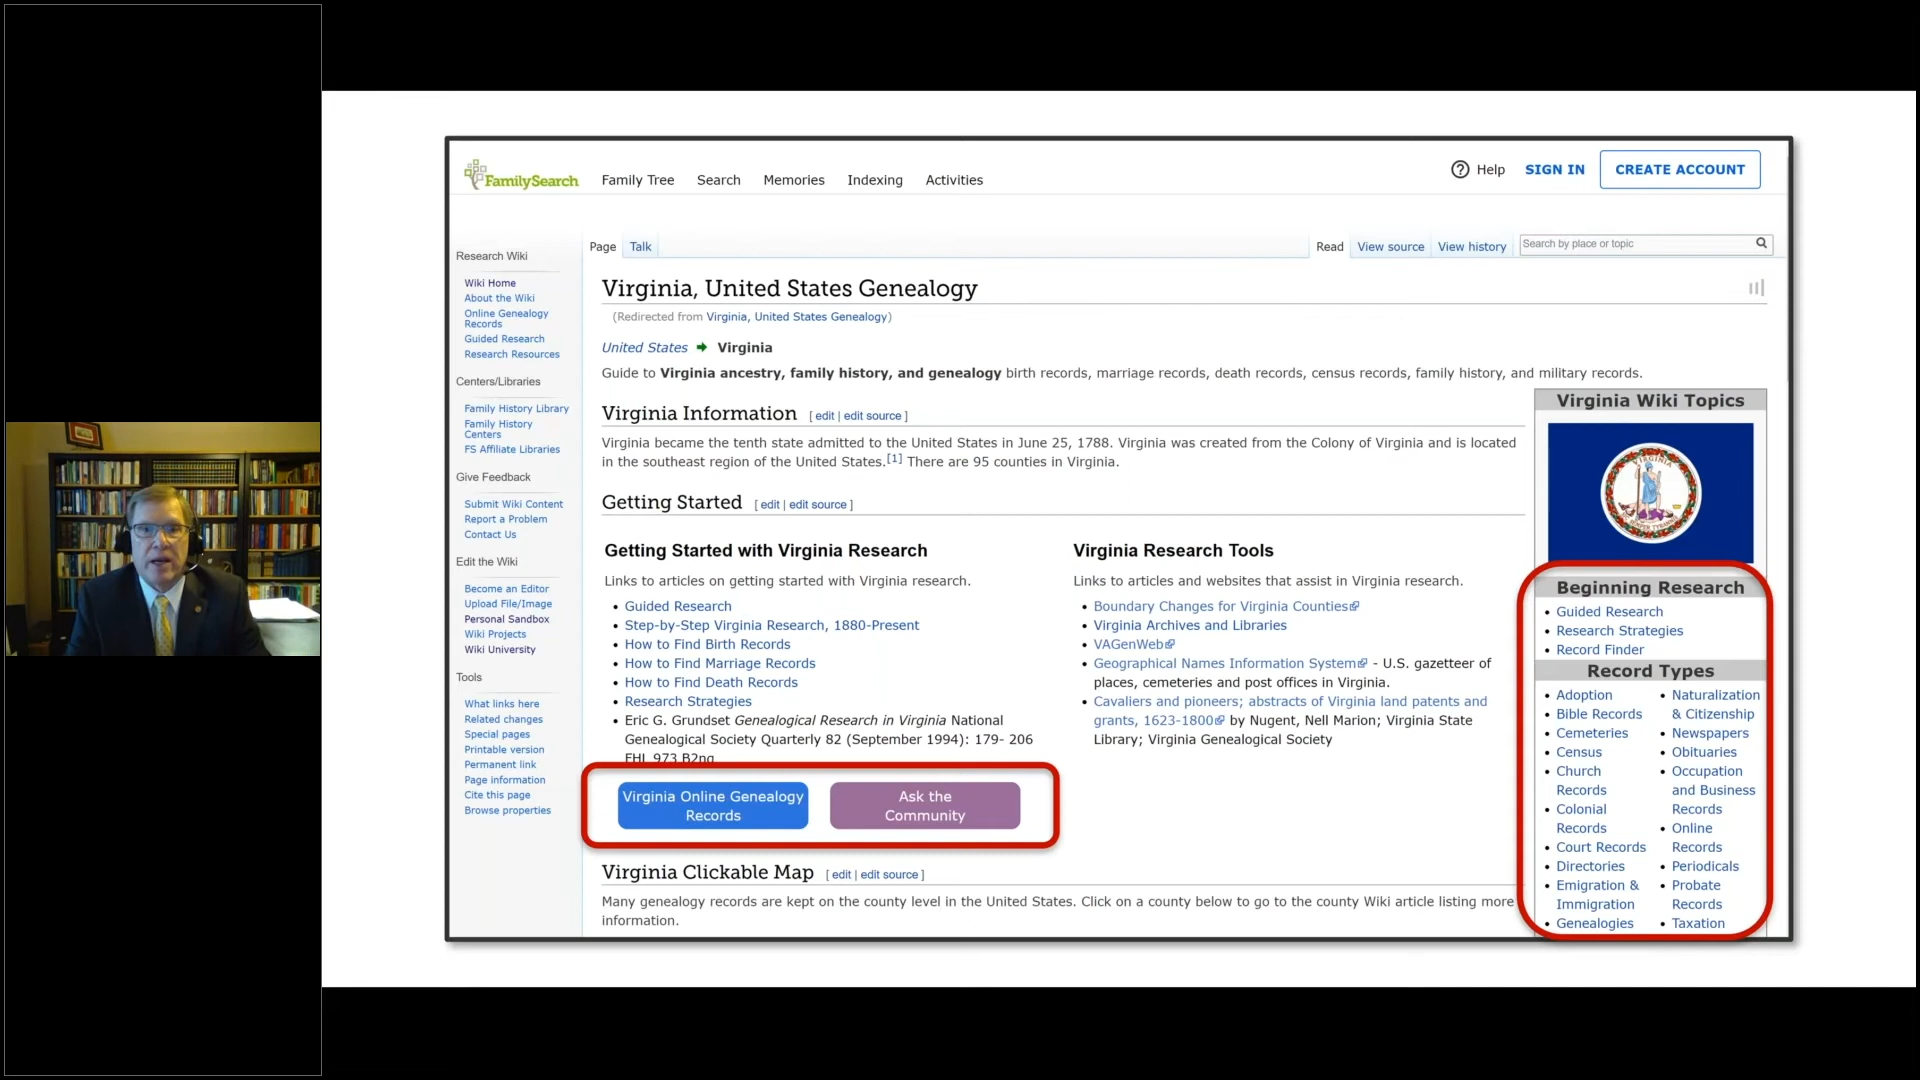 FamilySearch
Family Tree Search Memories Indexing Activities
Help SIGN IN CREATE ACCOUNT
Research Wiki
Wiki Home
About the Wiki
Online Genealogy
Records
Guided Research
Research Resources
Centers/Libraries
Family History Library
Family History
Centers
FS Affiliate Libraries
Give Feedback
Submit Wiki Content
Report a Problem
Contact Us
Edit the Wiki
Become an Editor
Upload File/Image
Personal Sandbox
Wiki Projects
Wiki University
Tools
What links here
Related changes
Special pages
Printable version
Permanent link
Page information
Cite this page
Browse properties
Page Talk
Read View source View history Search by place or topic
Virginia, United States Genealogy
(Redirected from Virginia, United States Genealogy)
United States Virginia
Guide to Virginia ancestry, family history, and genealogy birth records, marriage records, death records, census records, family history, and military records.
Virginia Information [ edit | edit source ]
Virginia became the tenth state admitted to the United States in June 25, 1788. Virginia was created from the Colony of Virginia and is located
in the southeast region of the United States.[1] There are 95 counties in Virginia.
Getting Started [ edit | edit source ]
Getting Started with Virginia Research
Links to articles on getting started with Virginia research.
• Guided Research
• Step-by-Step Virginia Research, 1880-Present
• How to Find Birth Records
• How to Find Marriage Records
• How to Find Death Records
• Research Strategies
• Eric G. Grundset Genealogical Research in Virginia National
Genealogical Society Quarterly 82 (September 1994): 179- 206
FHL 973 B2ng
Virginia Research Tools
Links to articles and websites that assist in Virginia research.
• Boundary Changes for Virginia Counties
• Virginia Archives and Libraries
• VAGenWeb
• Geographical Names Information System - U.S. gazetteer of
places, cemeteries and post offices in Virginia.
• Cavaliers and pioneers; abstracts of Virginia land patents and
grants, 1623-1800 by Nugent, Nell Marion; Virginia State
Library; Virginia Genealogical Society
Virginia Online Genealogy
Records
Ask the
Community
Virginia Clickable Map [ edit | edit source ]
Many genealogy records are kept on the county level in the United States. Click on a county below to go to the county Wiki article listing more
information.
Virginia Wiki Topics
VIRGINIA
Beginning Research
• Guided Research
• Research Strategies
• Record Finder
Record Types
• Adoption
• Bible Records
• Cemeteries
• Census
• Church
Records
• Colonial
Records
• Court Records
• Directories
• Emigration &
Immigration
• Genealogies
• Naturalization
& Citizenship
• Newspapers
• Obituaries
• Occupation
and Business
Records
• Online
Records
• Periodicals
• Probate
Records
• Taxation